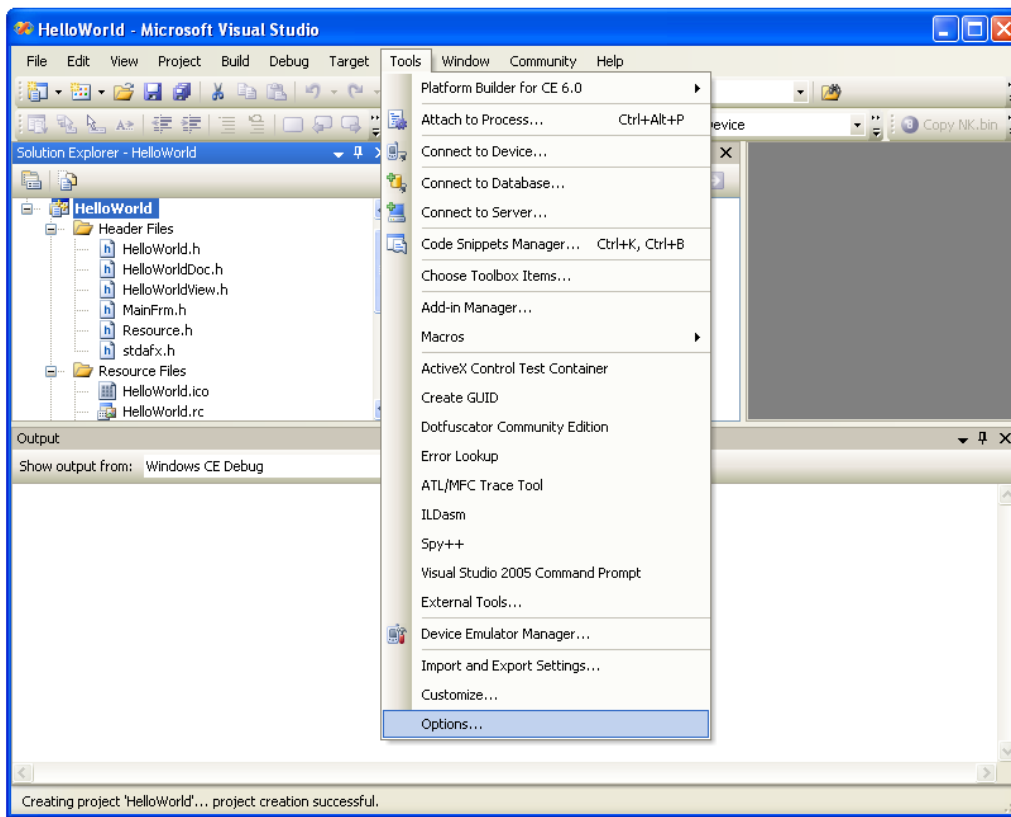 HelloWorld - Microsoft Visual Studio
File Edit View Project Build Debug Target Tools Window Community Help
Platform Builder for CE 6.0
Attach to Process... Ctrl+Alt+P
Copy NK.bin
Solution Explorer - HelloWorld
Connect to Device...
Connect to Database...
HelloWorld
Connect to Server...
Header Files
HelloWorld.h
Code Snippets Manager... Ctrl+K, Ctrl+B
HelloWorldDoc.h
Choose Toolbox Items...
HelloWorldView.h
MainFrm.h
Add-in Manager...
Resource.h
Macros
stdafx.h
Resource Files
ActiveX Control Test Container
HelloWorld.ico
Create GUID
HelloWorld.rc
Dotfuscator Community Edition
Output
Error Lookup
Show output from: Windows CE Debug
ATL/MFC Trace Tool
ILDasm
Spy++
Visual Studio 2005 Command Prompt
External Tools...
Device Emulator Manager...
Import and Export Settings...
Customize...
Options...
Creating project 'HelloWorld'... project creation successful.